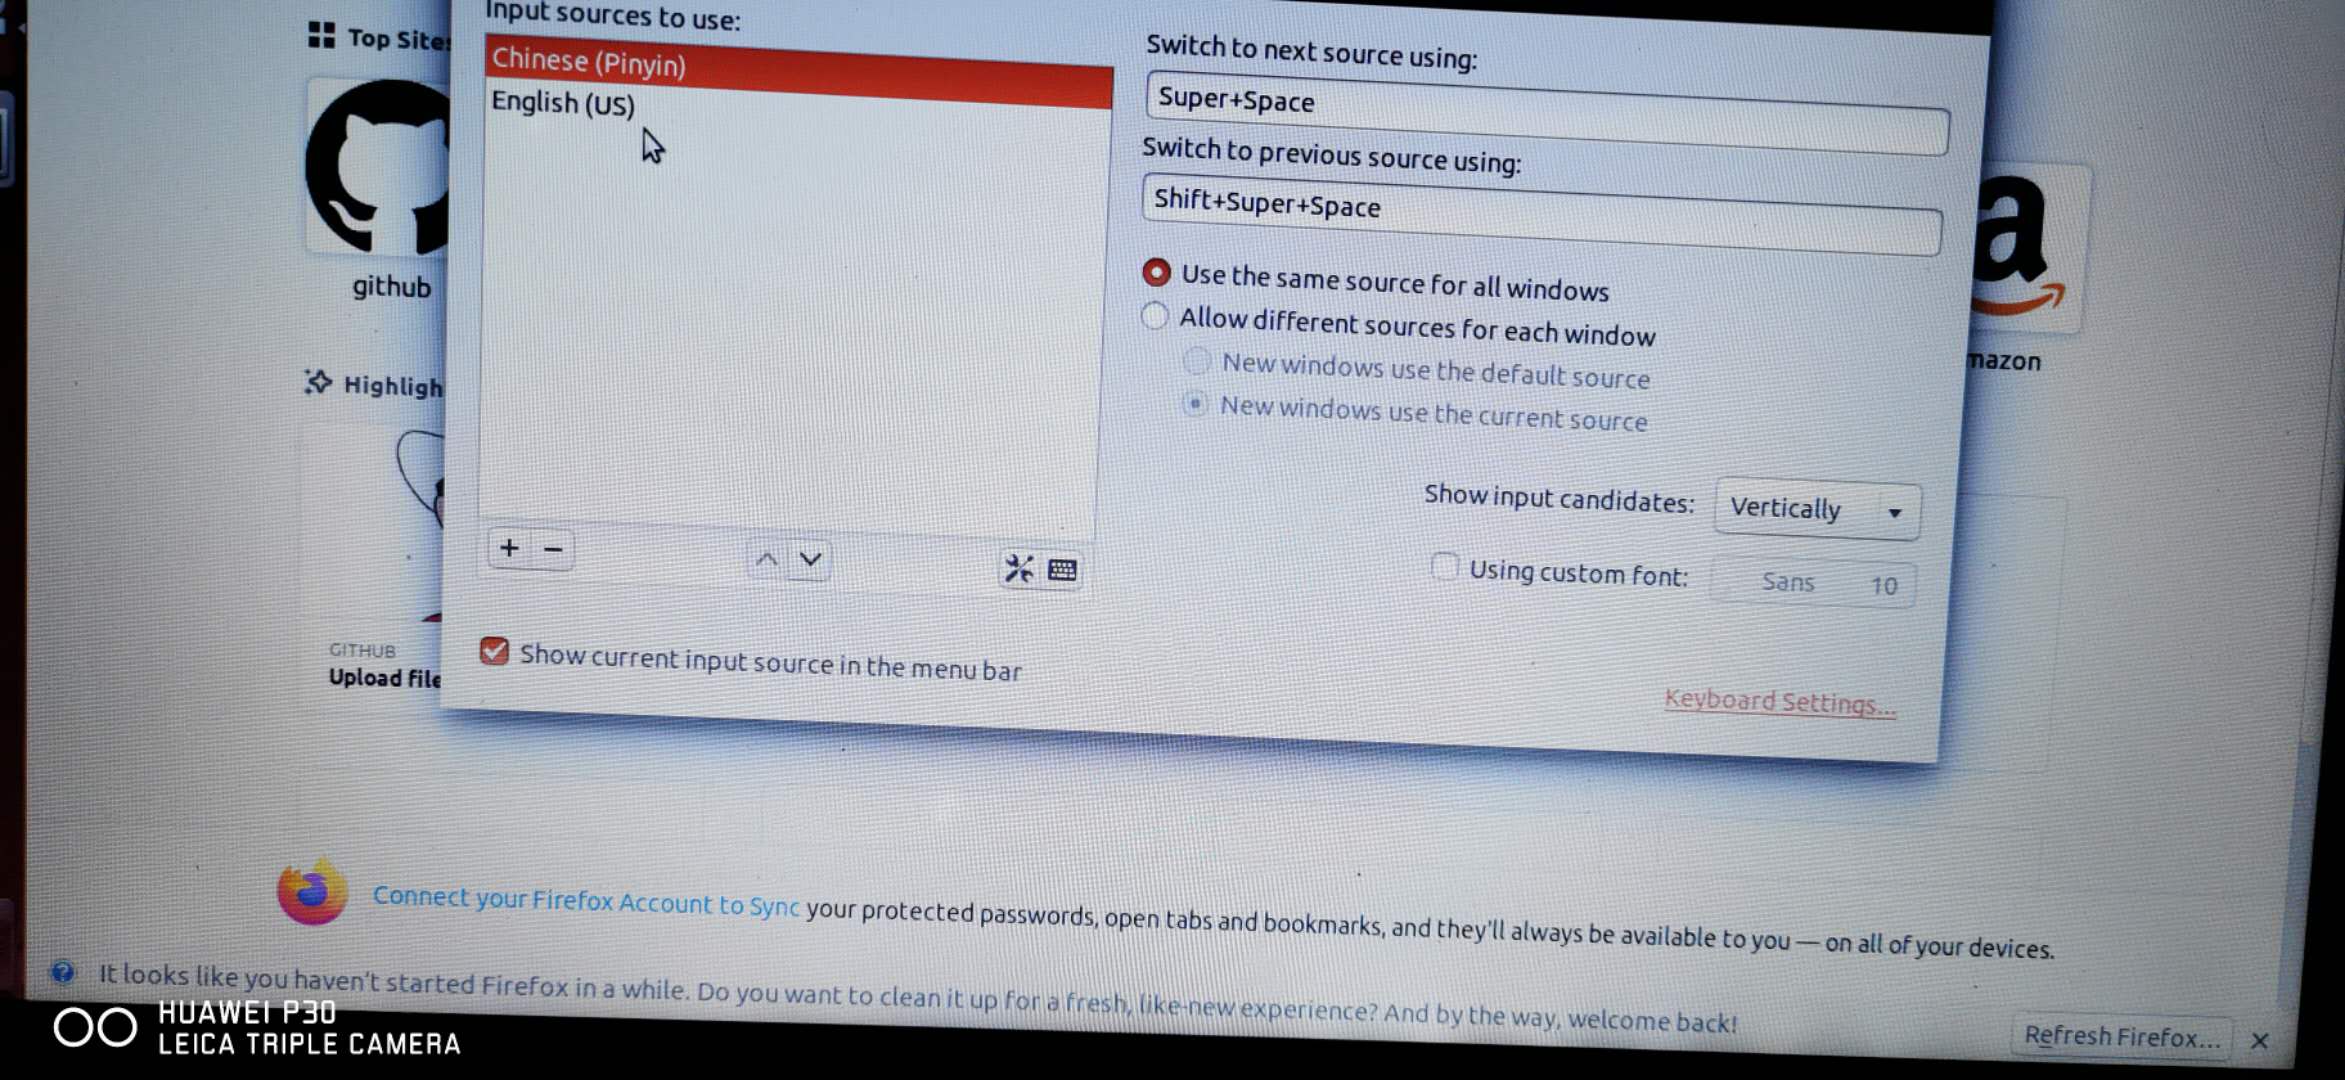 Input sources to use:
Chinese (Pinyin)
English (US)
Switch to next source using:
Super+Space
Switch to previous source using:
Shift+Super+Space
Use the same source for all windows
Allow different sources for each window
New windows use the default source
New windows use the current source
Show input candidates:
Vertically
Using custom font:
Sans 10
Show current input source in the menu bar
Keyboard Settings...
Top Sites
github
a
mazon
Highligh
GITHUB
Upload file
Connect your Firefox Account to Sync your protected passwords, open tabs and bookmarks, and they'll always be available to you — on all of your devices.
It looks like you haven't started Firefox in a while. Do you want to clean it up for a fresh, like-new experience? And by the way, welcome back!
Refresh Firefox...
HUAWEI P30
LEICA TRIPLE CAMERA